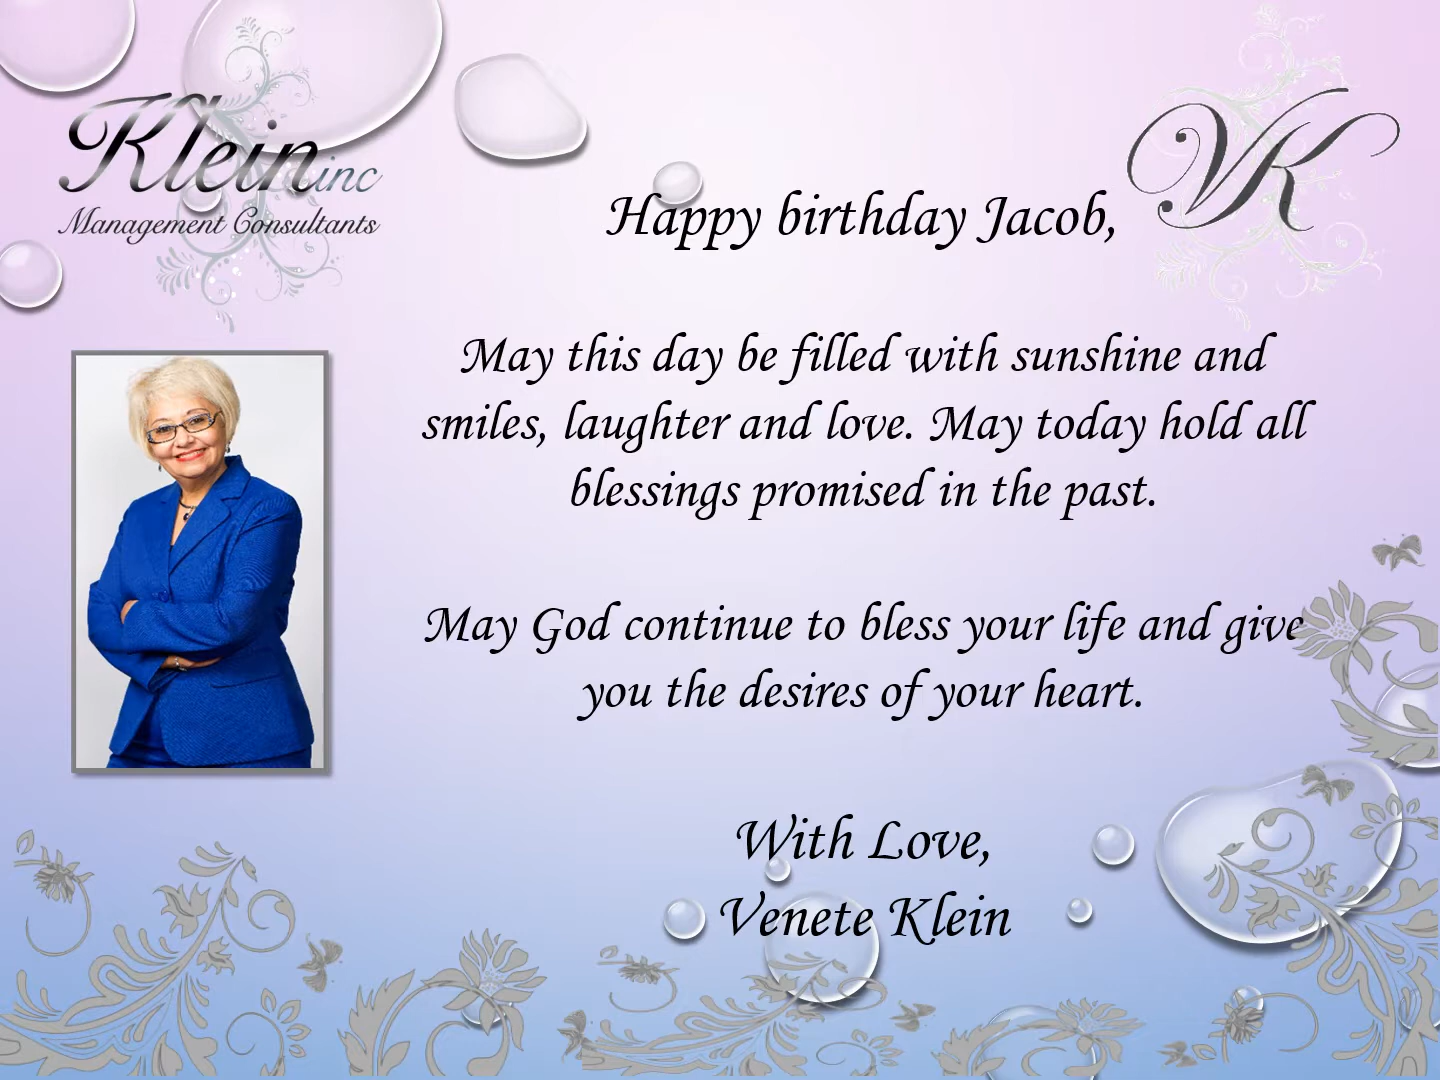 Klein inc
Management Consultants
VK
Happy birthday Jacob,
May this day be filled with sunshine and
smiles, laughter and love. May today hold all
blessings promised in the past.
May God continue to bless your life and give
you the desires of your heart.
With Love,
Venete Klein